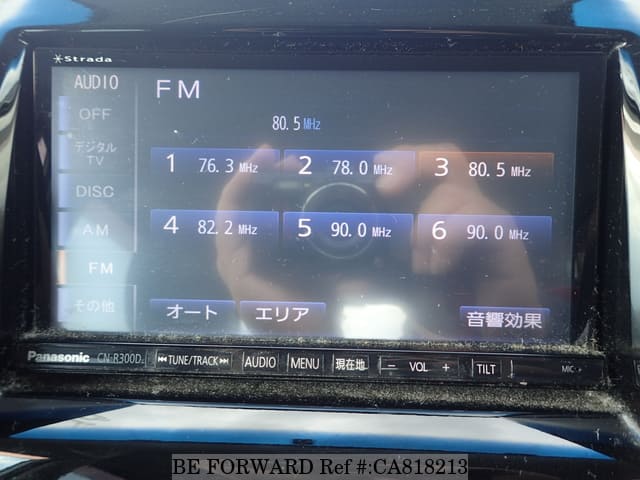 Strada
AUDIO
FM
OFF
80.5 MHz
デジタル
TV
1 76.3 MHz 2 78.0 MHz 3 80.5 MHz
DISC
4 82.2 MHz 5 90.0 MHz 6 90.0 MHz
AM
FM
その他
オート エリア 音響効果
Panasonic CN-R300D TUNE/TRACK AUDIO MENU 現在地 − VOL + TILT MIC
BE FORWARD Ref #:CA818213